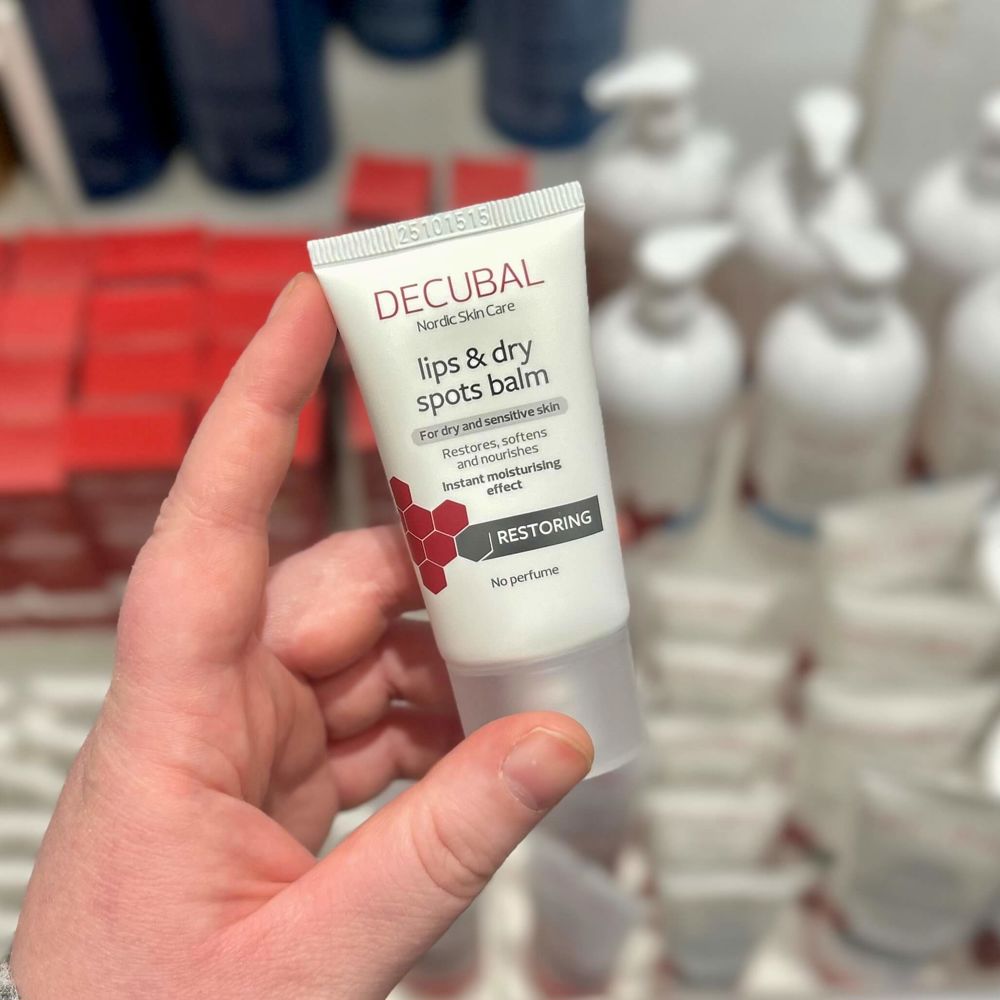 25101515
DECUBAL
Nordic Skin Care
lips & dry
spots balm
For dry and sensitive skin
Restores, softens
and nourishes
Instant moisturising
effect
| RESTORING
No perfume